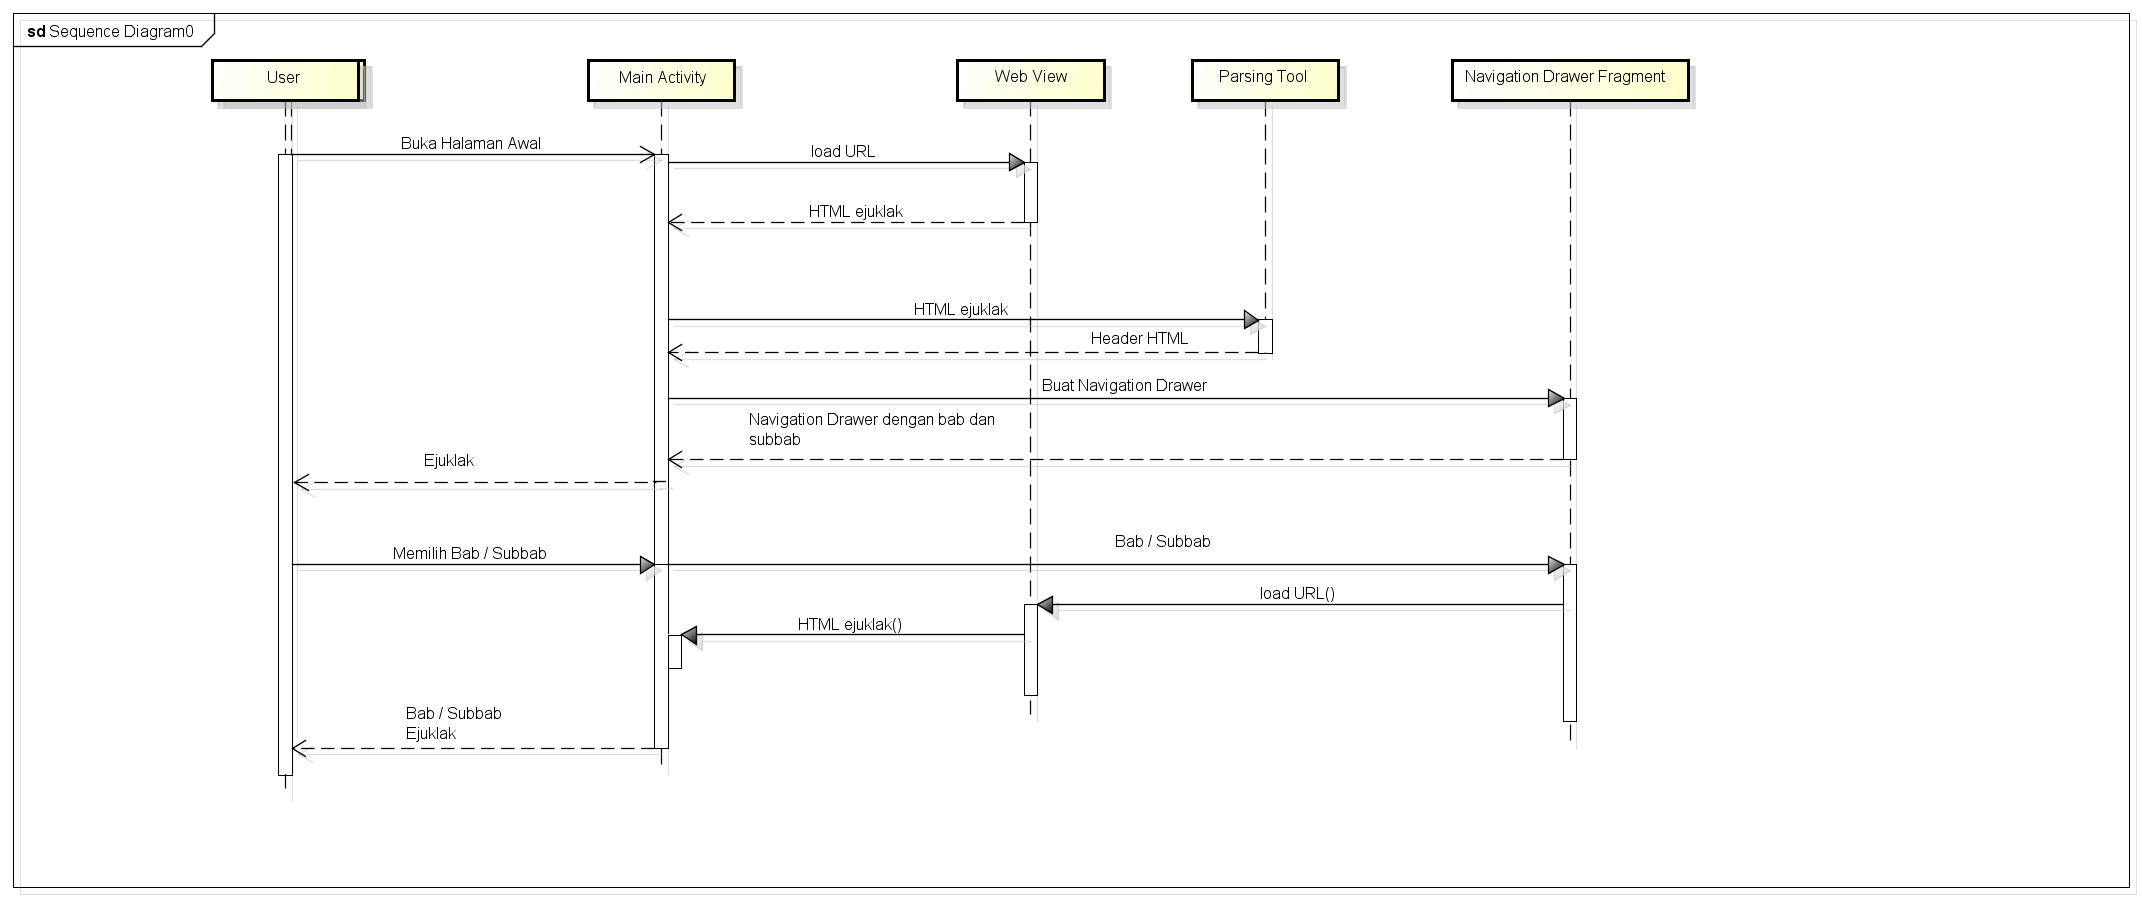 sd Sequence Diagram0
User
Main Activity
Web View
Parsing Tool
Navigation Drawer Fragment
Buka Halaman Awal
load URL
HTML ejuklak
HTML ejuklak
Header HTML
Buat Navigation Drawer
Navigation Drawer dengan bab dan
subbab
Ejuklak
Memilih Bab / Subbab
Bab / Subbab
load URL()
HTML ejuklak()
Bab / Subbab
Ejuklak